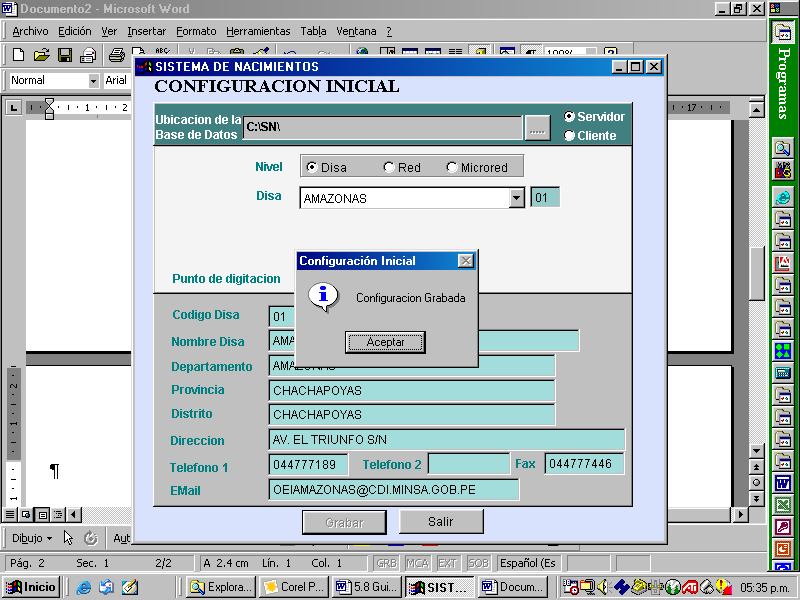 Documento2 - Microsoft Word
Archivo Edición Ver Insertar Formato Herramientas Tabla Ventana ?
100%
Normal Arial
SISTEMA DE NACIMIENTOS
CONFIGURACION INICIAL
Ubicacion de la
Base de Datos
C:\SN\
.....
Servidor
Cliente
Nivel Disa Red Microred
Disa AMAZONAS 01
Punto de digitacion
Configuración Inicial
Configuracion Grabada
Aceptar
Codigo Disa 01
Nombre Disa
Departamento AMAZONAS
Provincia CHACHAPOYAS
Distrito CHACHAPOYAS
Direccion AV. EL TRIUNFO S/N
Telefono 1 044777189 Telefono 2 Fax 044777446
EMail OEIAMAZONAS@CDI.MINSA.GOB.PE
Grabar Salir
Programas
Dibujo Aut
Pág. 2 Sec. 1 2/2 A 2.4 cm Lín. 1 Col. 1 GRB MCA EXT SOB Español (Es
Inicio Explora... Corel P... 5.8 Gui... SIST... Docum... 05:35 p.m.